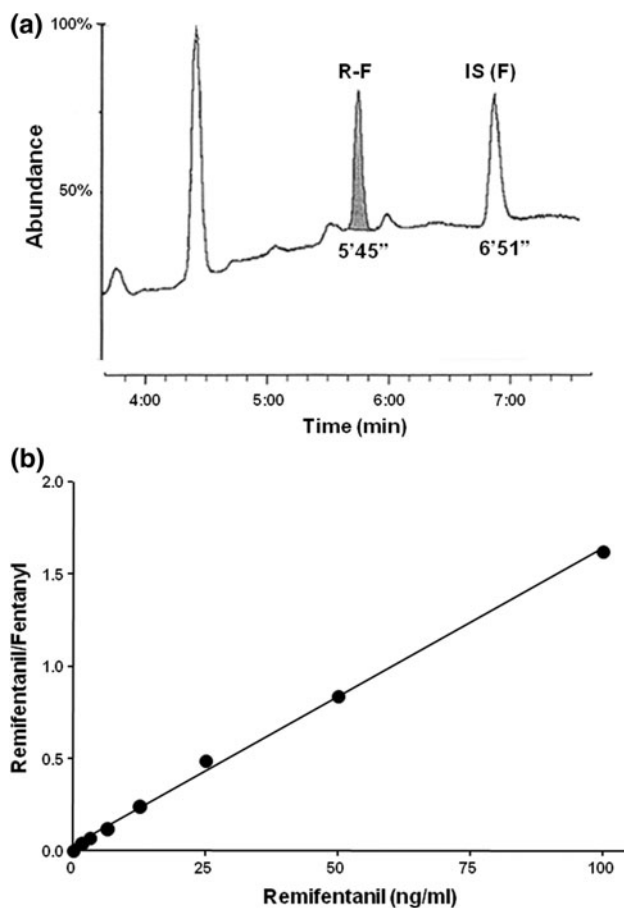 (a)
100%
R-F
IS (F)
Abundance
50%
5'45”
6'51”
4:00 5:00 6:00 7:00
Time (min)
(b)
2.0
1.5
1.0
0.5
0.0
Remifentanil/Fentanyl
0 25 50 75 100
Remifentanil (ng/ml)